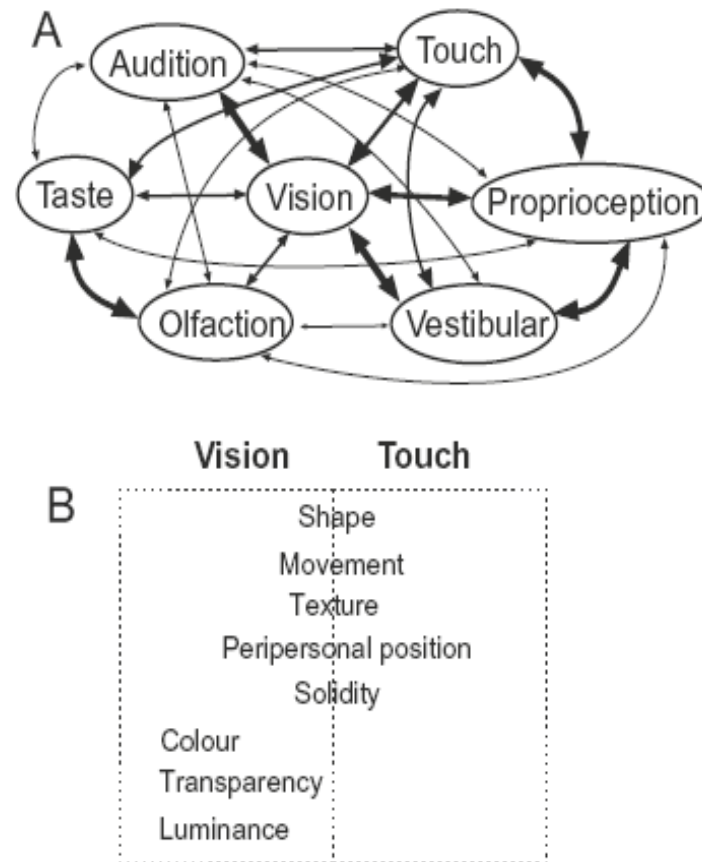 A
Audition
Touch
Taste
Vision
Proprioception
Olfaction
Vestibular
Vision Touch
B
Shape
Movement
Texture
Peripersonal position
Solidity
Colour
Transparency
Luminance